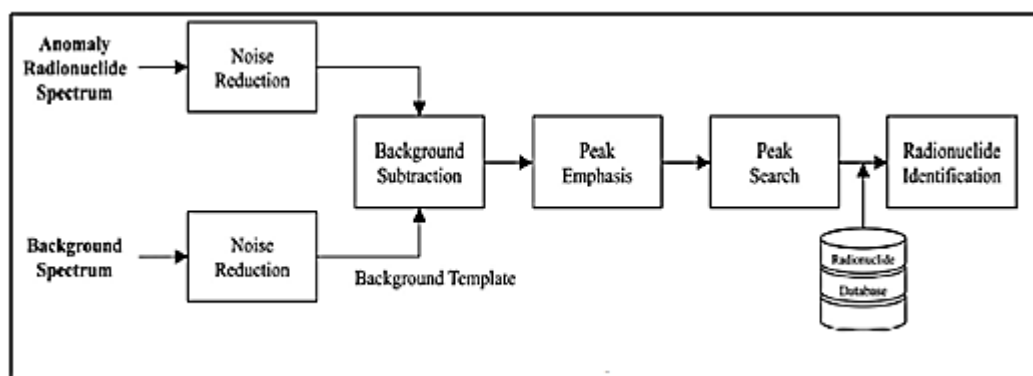 Anomaly
Radionuclide
Spectrum
Noise
Reduction
Background
Subtraction
Peak
Emphasis
Peak
Search
Radionuclide
Identification
Background
Spectrum
Noise
Reduction
Background Template
Radionuclide
Database